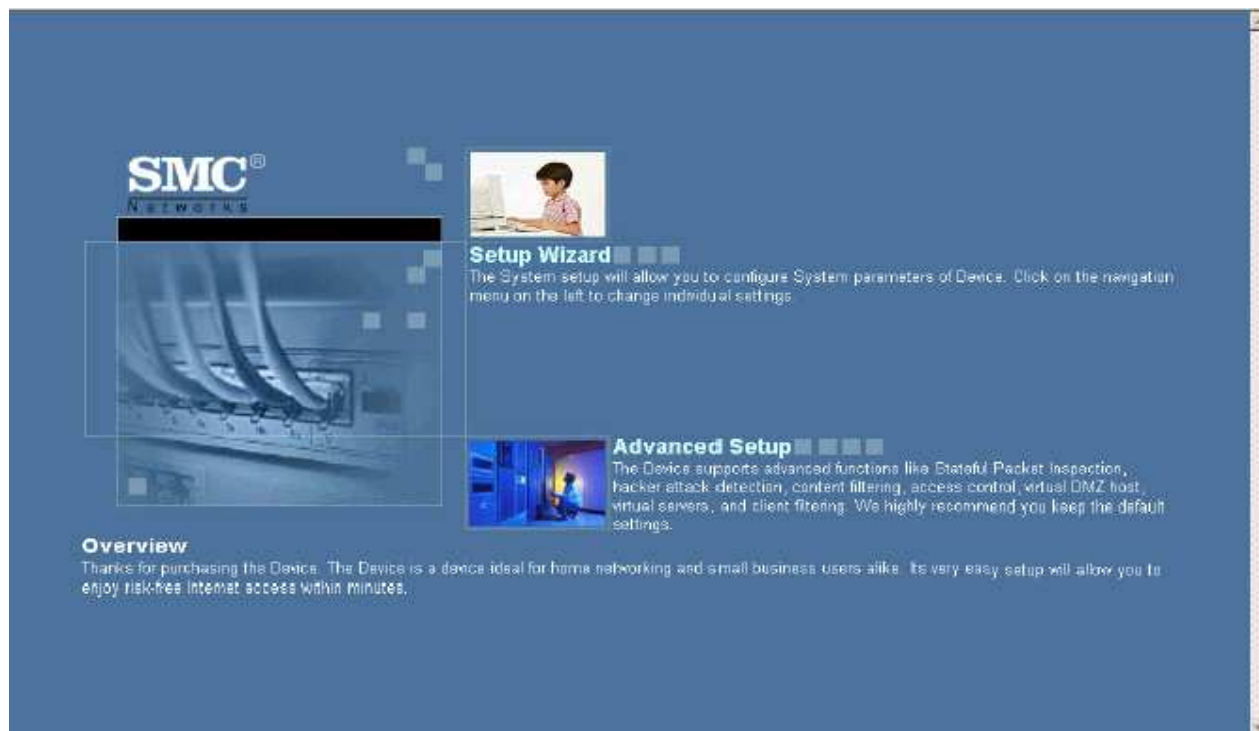 SMC®
Networks
Setup Wizard
The System setup will allow you to configure System parameters of Device. Click on the navigation
menu on the left to change individual settings.
Advanced Setup
The Device supports advanced functions like Stateful Packet Inspection,
hacker attack detection, content filtering, access control, virtual DMZ host,
virtual servers, and client filtering. We highly recommend you keep the default
settings.
Overview
Thanks for purchasing the Device. The Device is a device ideal for home networking and small business users alike. Its very easy setup will allow you to
enjoy risk-free Internet access within minutes.